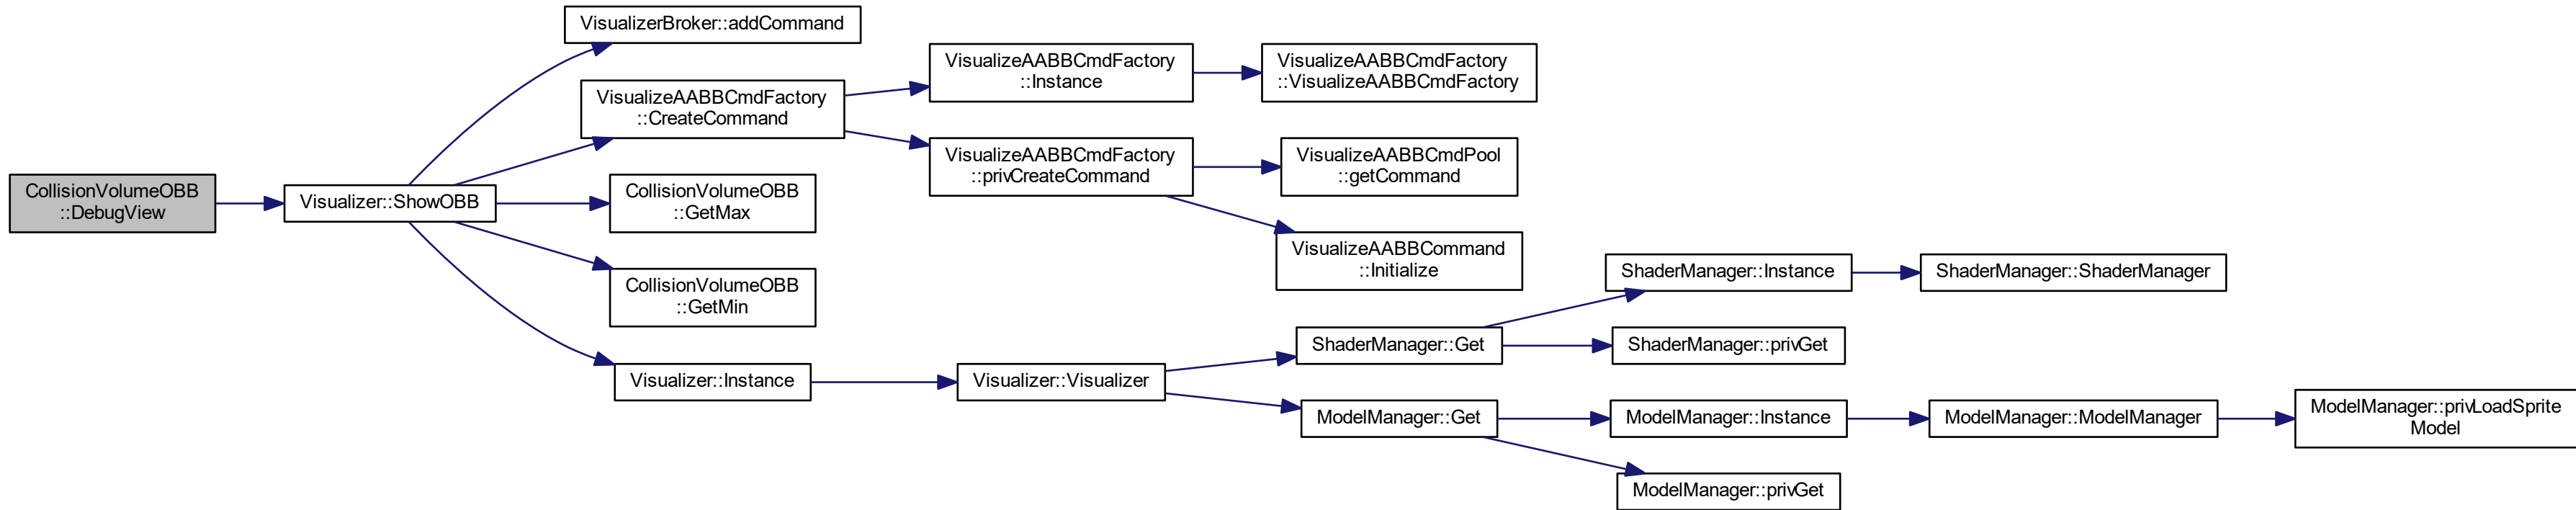 VisualizerBroker::addCommand
VisualizeAABBCmdFactory
::Instance
VisualizeAABBCmdFactory
::VisualizeAABBCmdFactory
VisualizeAABBCmdFactory
::CreateCommand
VisualizeAABBCmdFactory
::privCreateCommand
VisualizeAABBCmdPool
::getCommand
CollisionVolumeOBB
::DebugView
Visualizer::ShowOBB
CollisionVolumeOBB
::GetMax
VisualizeAABBCommand
::Initialize
CollisionVolumeOBB
::GetMin
ShaderManager::Instance
ShaderManager::ShaderManager
ShaderManager::Get
ShaderManager::privGet
Visualizer::Instance
Visualizer::Visualizer
ModelManager::Get
ModelManager::Instance
ModelManager::ModelManager
ModelManager::privLoadSprite
Model
ModelManager::privGet